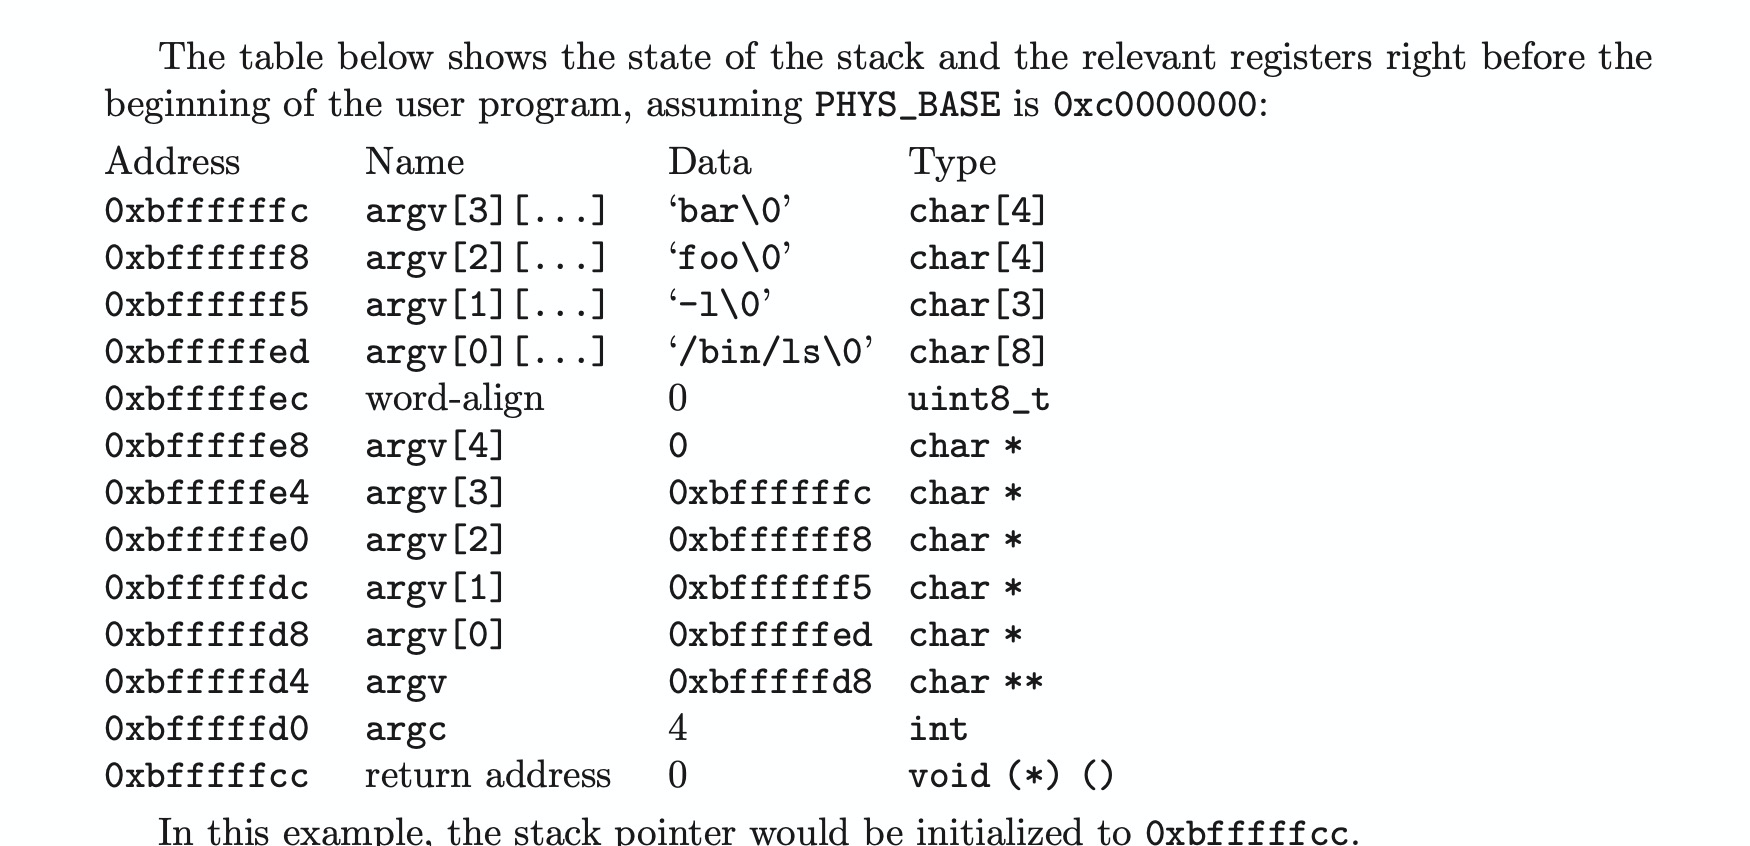 The table below shows the state of the stack and the relevant registers right before the
beginning of the user program, assuming PHYS_BASE is 0xc0000000:
Address Name Data Type
0xbffffffc argv[3][...] ‘bar\0’ char[4]
0xbffffff8 argv[2][...] ‘foo\0’ char[4]
0xbffffff5 argv[1][...] ‘-l\0’ char[3]
0xbfffffed argv[0][...] ‘/bin/ls\0’ char[8]
0xbfffffec word-align 0 uint8_t
0xbfffffe8 argv[4] 0 char *
0xbfffffe4 argv[3] 0xbffffffc char *
0xbfffffe0 argv[2] 0xbffffff8 char *
0xbfffffdc argv[1] 0xbffffff5 char *
0xbfffffd8 argv[0] 0xbfffffed char *
0xbfffffd4 argv 0xbfffffd8 char **
0xbfffffd0 argc 4 int
0xbfffffcc return address 0 void (*) ()
In this example, the stack pointer would be initialized to 0xbfffffcc.